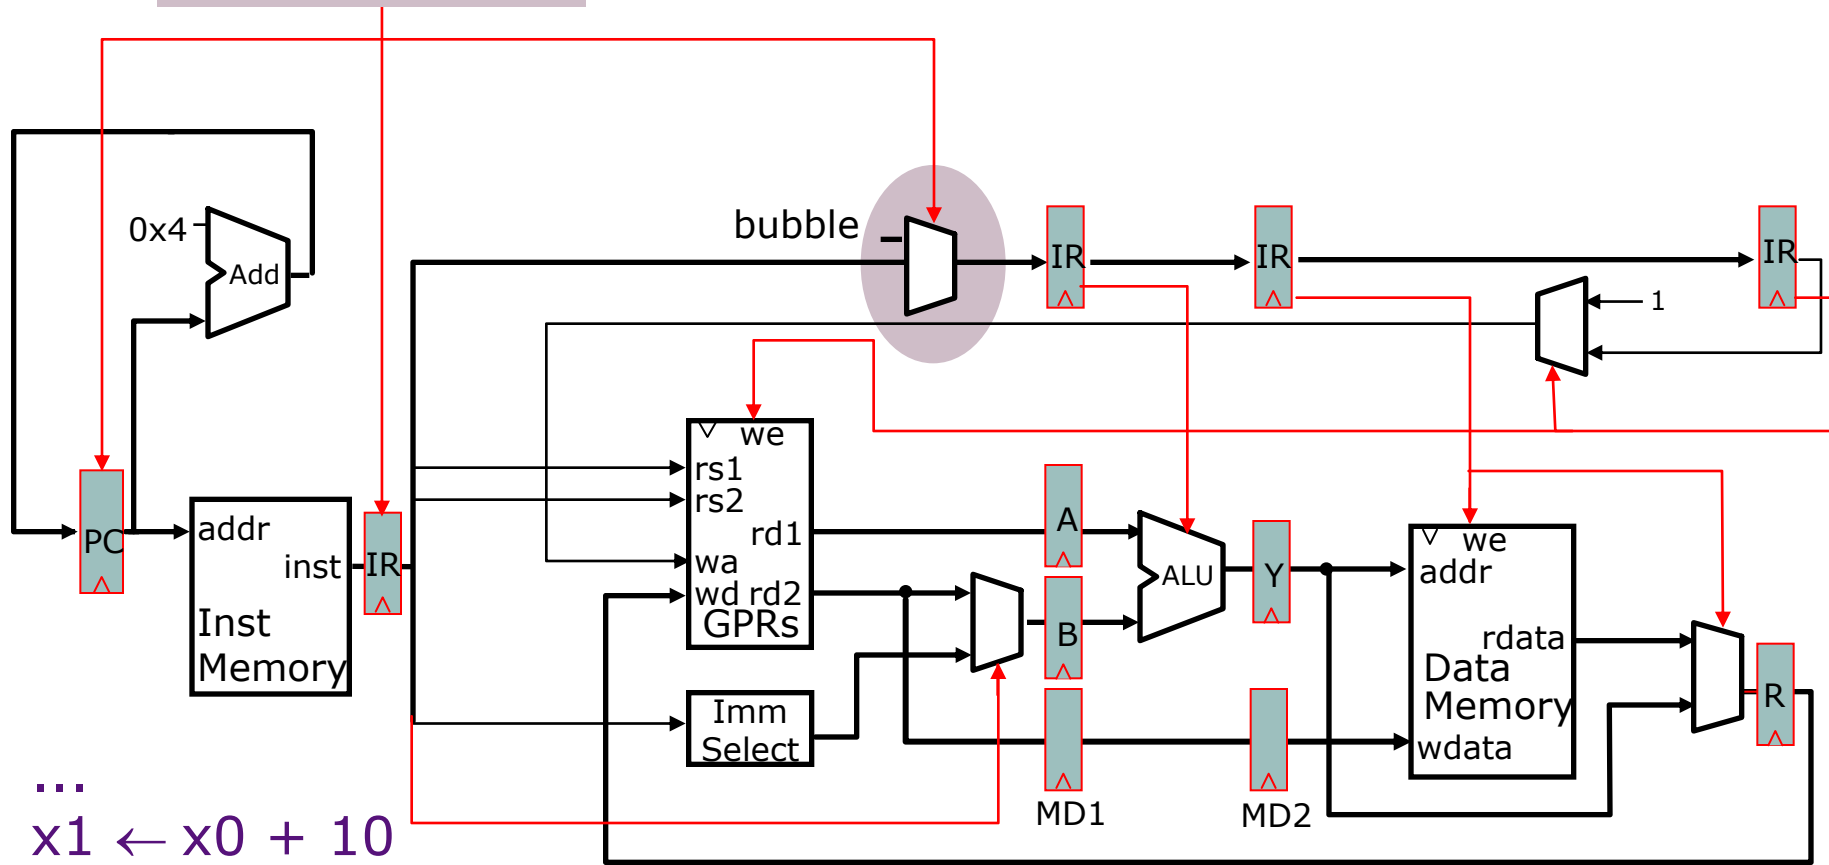 bubble
0x4
Add
IR
IR
IR
1
we
rs1
rs2
rd1
wa
wd rd2
GPRs
PC
addr
inst
Inst
Memory
IR
A
B
ALU
Y
we
addr
rdata
Data
Memory
wdata
R
Imm
Select
MD1
MD2
...
x1 ← x0 + 10